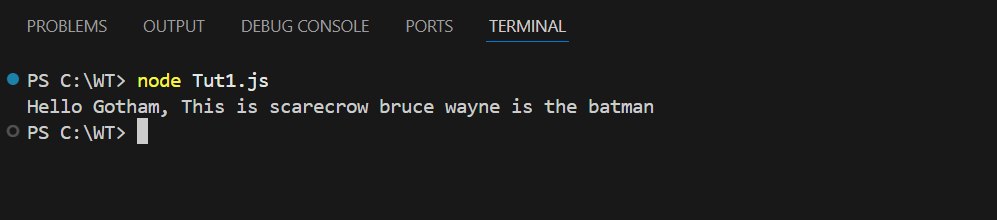 PROBLEMS OUTPUT DEBUG CONSOLE PORTS TERMINAL
PS C:\WT> node Tut1.js
Hello Gotham, This is scarecrow bruce wayne is the batman
PS C:\WT>